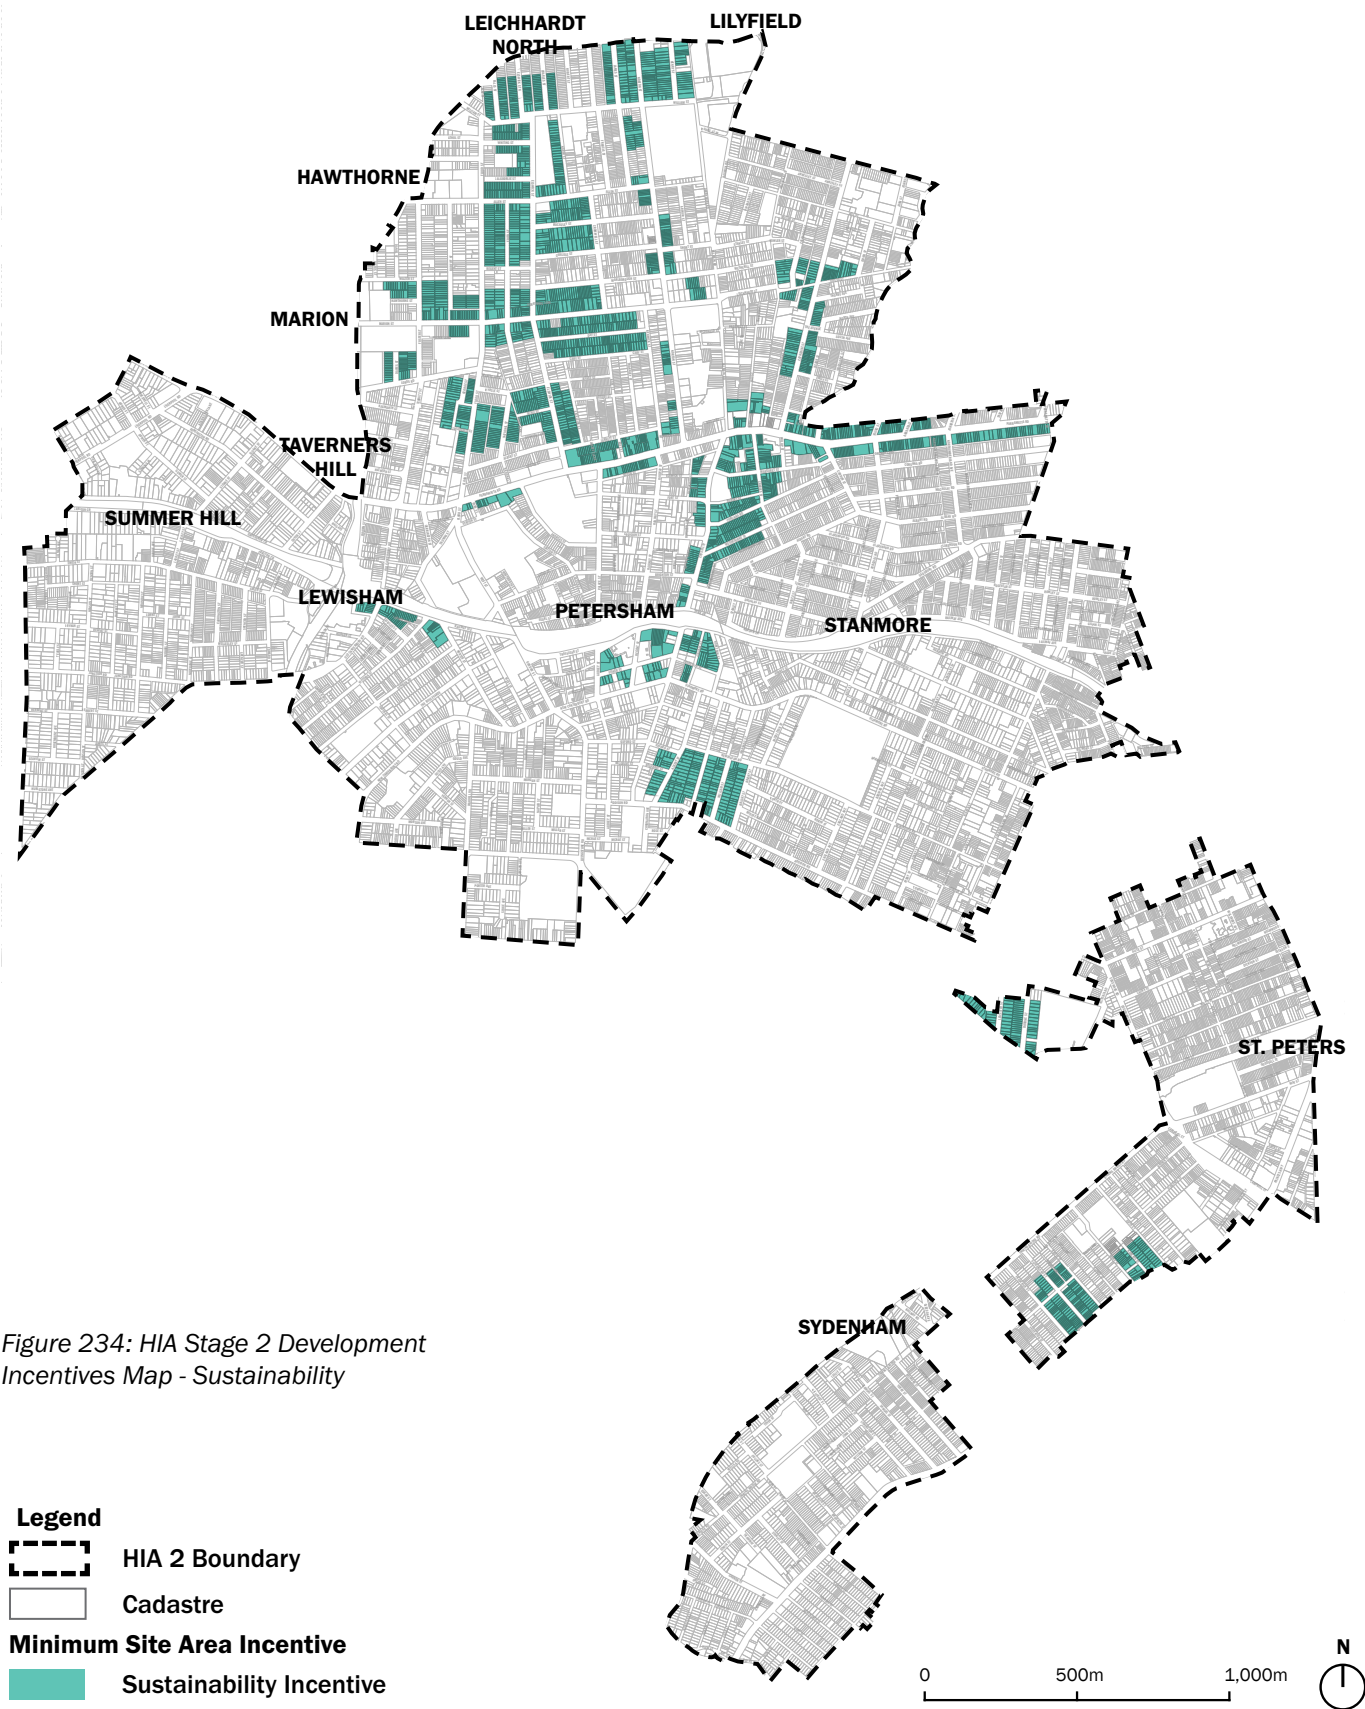 LEICHHARDT
NORTH
LILYFIELD
HAWTHORNE
MARION
TAVERNERS
HILL
SUMMER HILL
LEWISHAM
PETERSHAM
STANMORE
ST. PETERS
SYDENHAM
Figure 234: HIA Stage 2 Development
Incentives Map - Sustainability
Legend
HIA 2 Boundary
Cadastre
Minimum Site Area Incentive
Sustainability Incentive
0 500m 1,000m
N